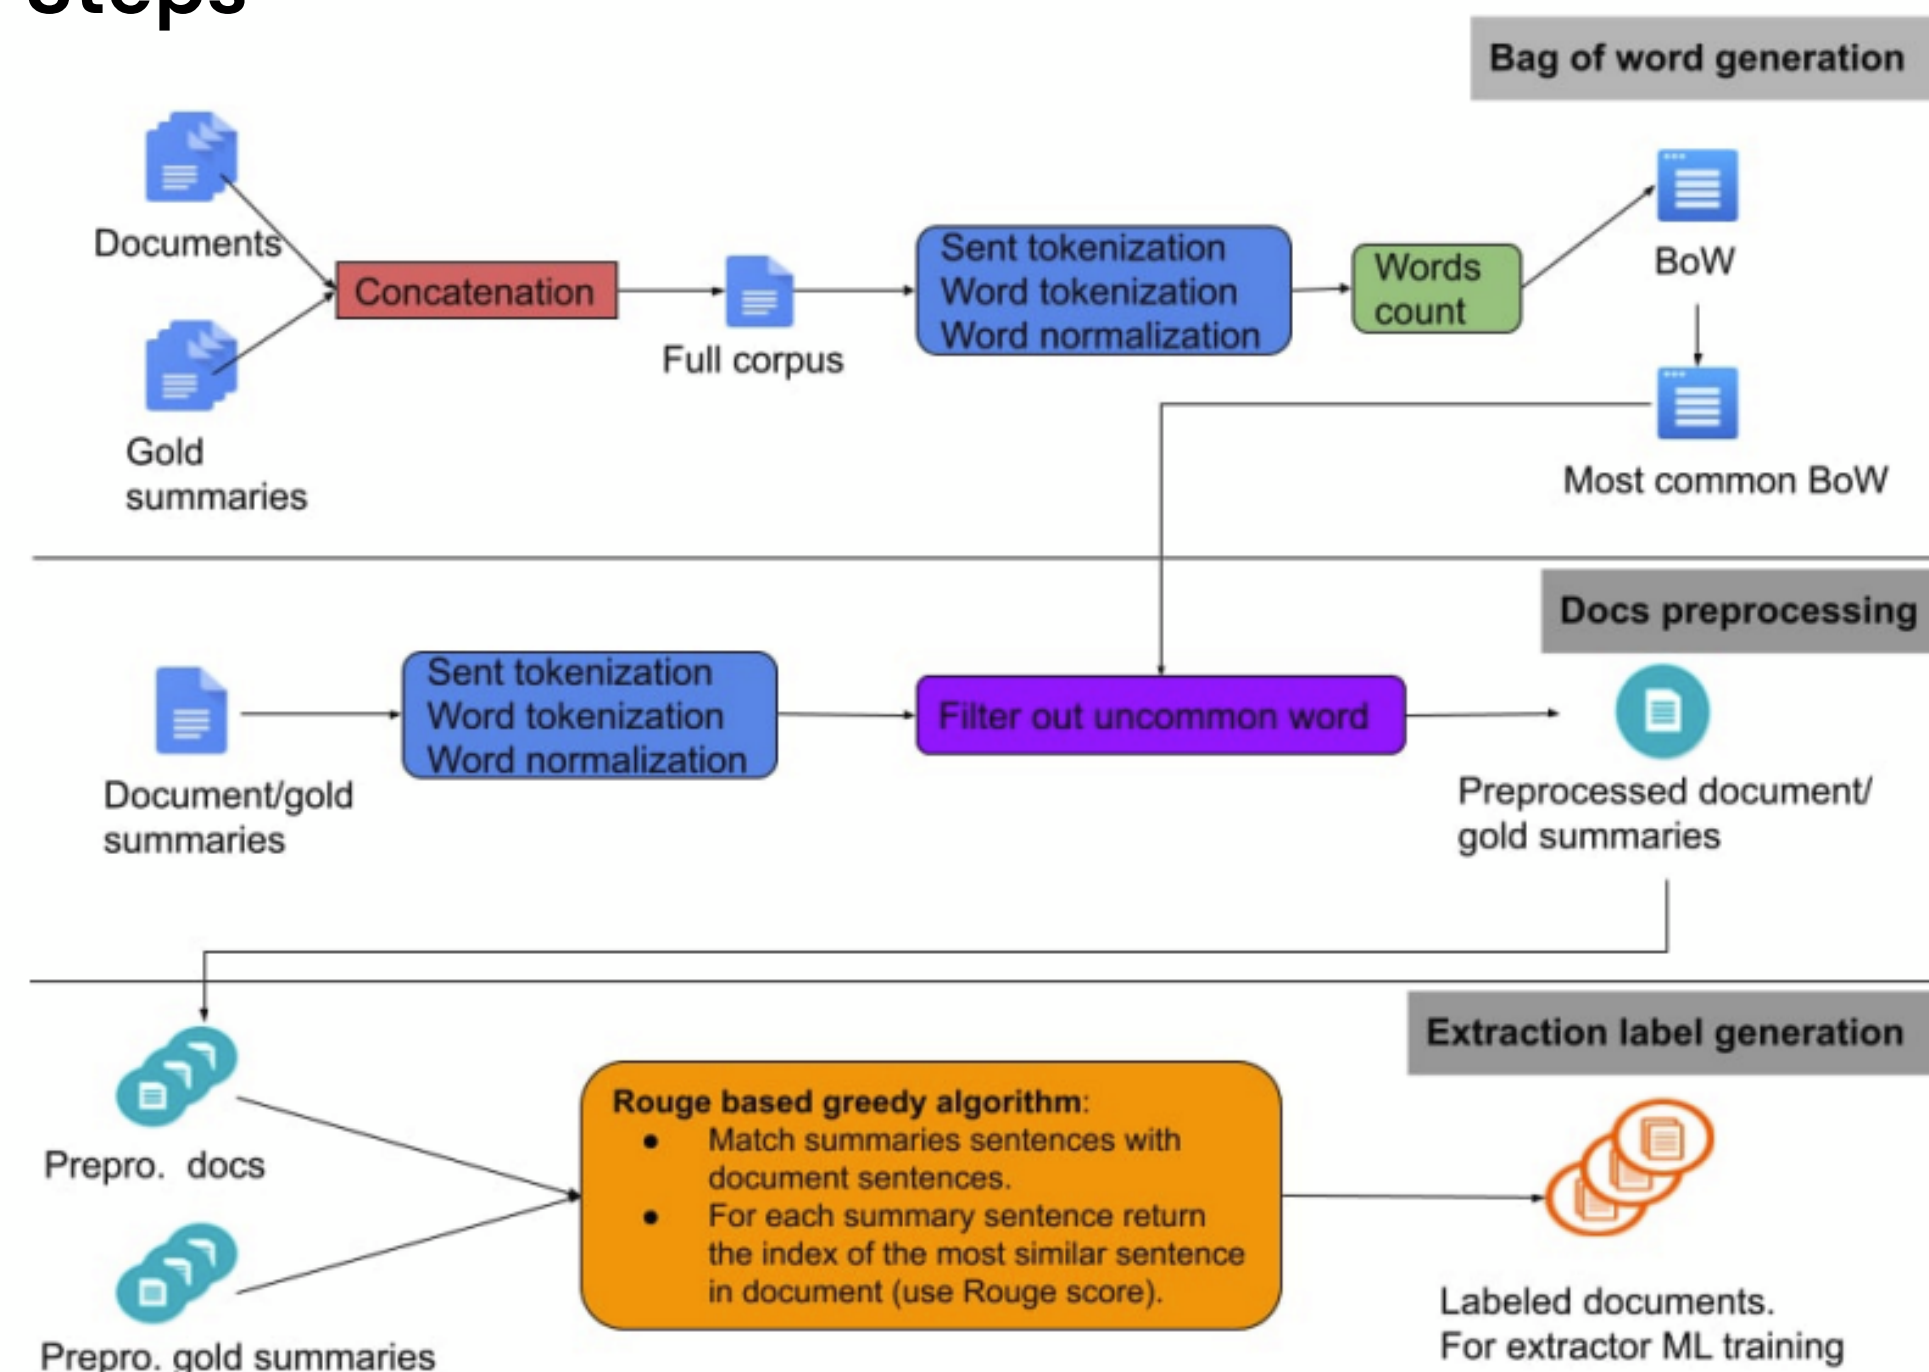 steps
Bag of word generation
Documents
Gold
summaries
Concatenation
Full corpus
Sent tokenization
Word tokenization
Word normalization
Words
count
BoW
Most common BoW
Docs preprocessing
Document/gold
summaries
Sent tokenization
Word tokenization
Word normalization
Filter out uncommon word
Preprocessed document/
gold summaries
Extraction label generation
Prepro. docs
Prepro. gold summaries
Rouge based greedy algorithm:
● Match summaries sentences with
document sentences.
● For each summary sentence return
the index of the most similar sentence
in document (use Rouge score).
Labeled documents.
For extractor ML training